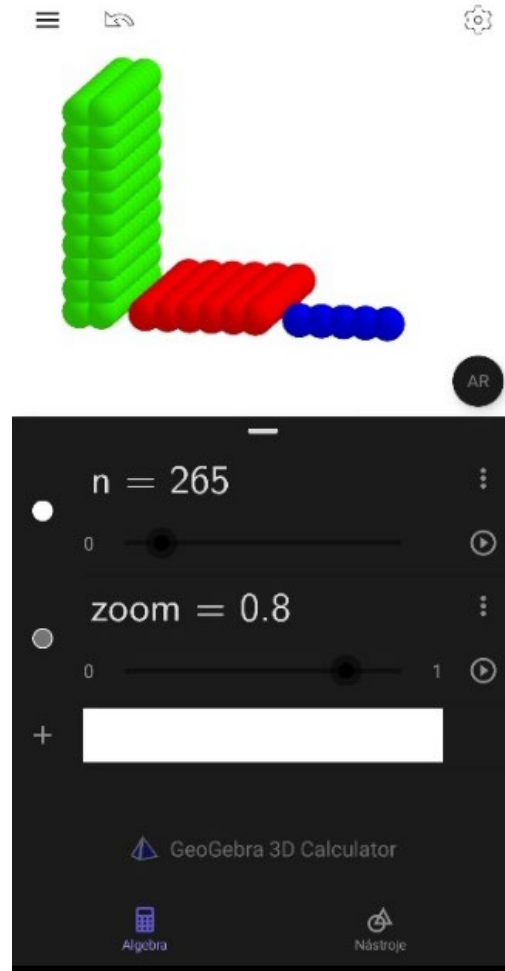 AR
n = 265
0
zoom = 0.8
0 1
+
GeoGebra 3D Calculator
Algebra Nástroje